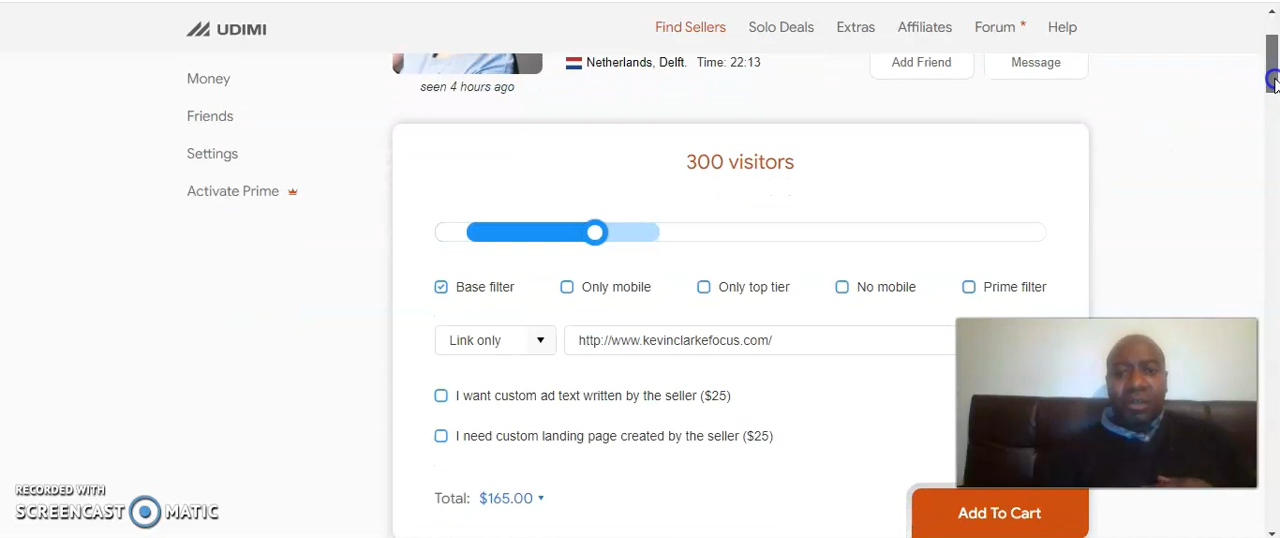 UDIMI
Find Sellers
Solo Deals
Extras
Affiliates
Forum *
Help
Money
Friends
Settings
Activate Prime
Netherlands, Delft. Time: 22:13
Add Friend
Message
seen 4 hours ago
300 visitors
Base filter
Only mobile
Only top tier
No mobile
Prime filter
Link only
http://www.kevinclarkefocus.com/
I want custom ad text written by the seller ($25)
I need custom landing page created by the seller ($25)
Total: $165.00
Add To Cart
RECORDED WITH
SCREENCAST MATIC